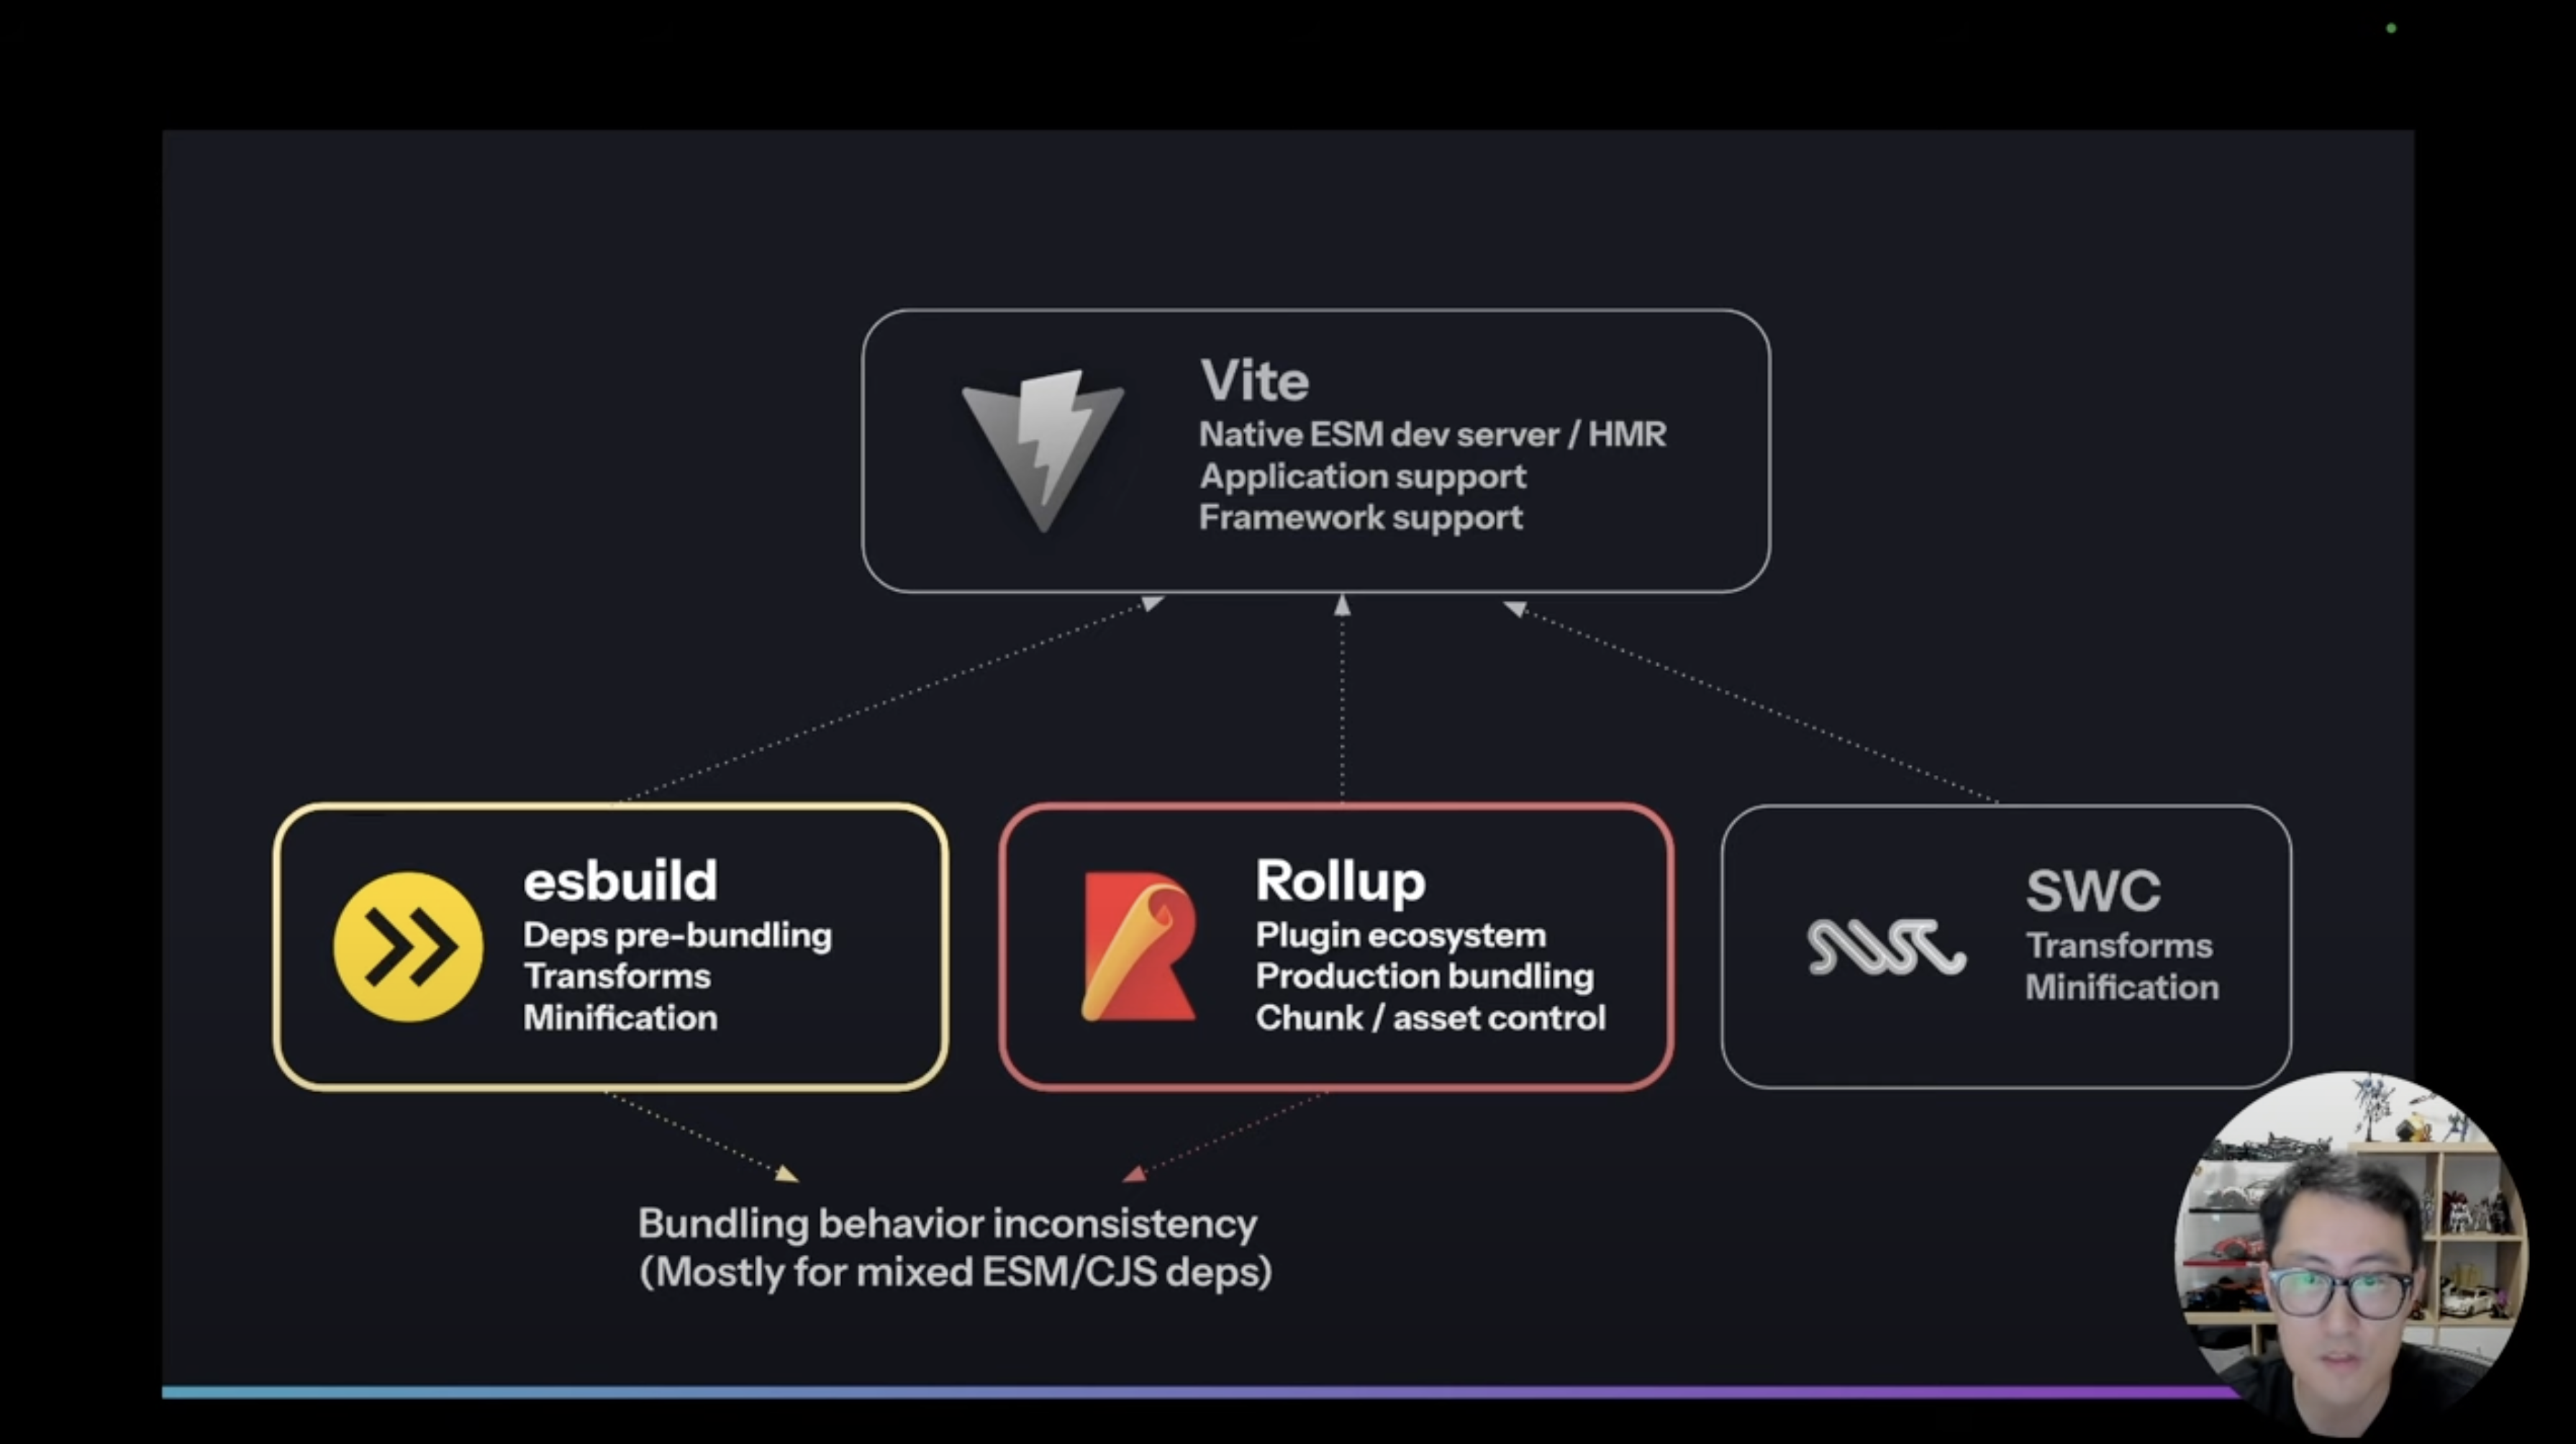 Vite
Native ESM dev server / HMR
Application support
Framework support
esbuild
Deps pre-bundling
Transforms
Minification
Rollup
Plugin ecosystem
Production bundling
Chunk / asset control
SWC
Transforms
Minification
Bundling behavior inconsistency
(Mostly for mixed ESM/CJS deps)